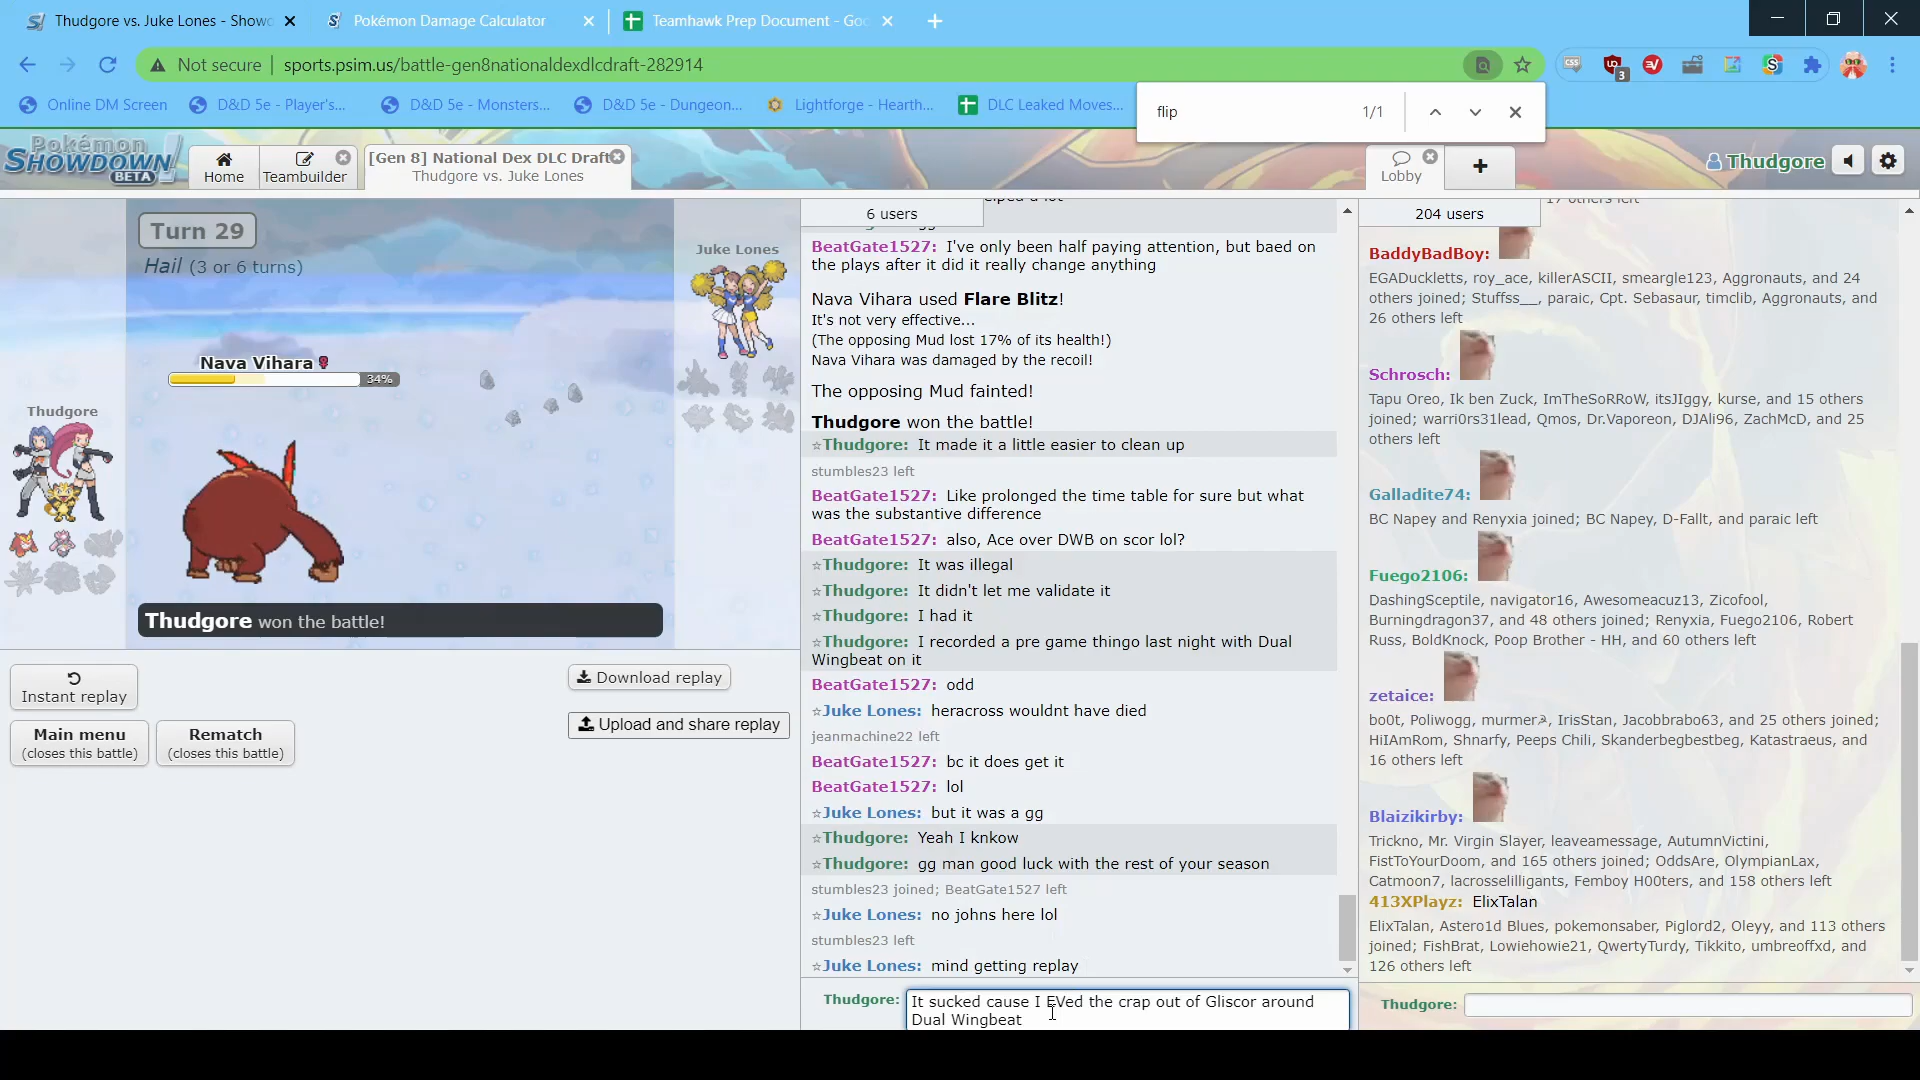 Thudgore vs. Juke Lones - Showd
Pokémon Damage Calculator
Teamhawk Prep Document - Goo
Not secure
sports.psim.us/battle-gen8nationaldexdlcdraft-282914
3
Online DM Screen
D&D 5e - Player's...
D&D 5e - Monsters...
D&D 5e - Dungeon...
Lightforge - Hearth...
DLC Leaked Moves...
flip
1/1
Pokémon
SHOWDOWN!
BETA
Home
Teambuilder
[Gen 8] National Dex DLC Draft
Thudgore vs. Juke Lones
Lobby
Thudgore
Turn 29
Hail (3 or 6 turns)
Juke Lones
Nava Vihara
34%
Thudgore
Thudgore won the battle!
Instant replay
Download replay
Upload and share replay
Main menu
(closes this battle)
Rematch
(closes this battle)
6 users
BeatGate1527: I've only been half paying attention, but baed on
the plays after it did it really change anything
Nava Vihara used Flare Blitz!
It's not very effective...
(The opposing Mud lost 17% of its health!)
Nava Vihara was damaged by the recoil!
The opposing Mud fainted!
Thudgore won the battle!
☆Thudgore: It made it a little easier to clean up
stumbles23 left
BeatGate1527: Like prolonged the time table for sure but what
was the substantive difference
BeatGate1527: also, Ace over DWB on scor lol?
☆Thudgore: It was illegal
☆Thudgore: It didn't let me validate it
☆Thudgore: I had it
☆Thudgore: I recorded a pre game thingo last night with Dual
Wingbeat on it
BeatGate1527: odd
☆Juke Lones: heracross wouldnt have died
jeanmachine22 left
BeatGate1527: bc it does get it
BeatGate1527: lol
☆Juke Lones: but it was a gg
☆Thudgore: Yeah I knkow
☆Thudgore: gg man good luck with the rest of your season
stumbles23 joined; BeatGate1527 left
☆Juke Lones: no johns here lol
stumbles23 left
☆Juke Lones: mind getting replay
Thudgore: It sucked cause I EVed the crap out of Gliscor around
Dual Wingbeat
204 users
17 others left
BaddyBadBoy:
EGADuckletts, roy_ace, killerASCII, smeargle123, Aggronauts, and 24
others joined; Stuffss__, paraic, Cpt. Sebasaur, timclib, Aggronauts, and
26 others left
Schrosch:
Tapu Oreo, Ik ben Zuck, ImTheSoRRoW, itsJIggy, kurse, and 15 others
joined; warri0rs31lead, Qmos, Dr.Vaporeon, DJAli96, ZachMcD, and 25
others left
Galladite74:
BC Napey and Renyxia joined; BC Napey, D-Fallt, and paraic left
Fuego2106:
DashingSceptile, navigator16, Awesomeacuz13, Zicofool,
Burningdragon37, and 48 others joined; Renyxia, Fuego2106, Robert
Russ, BoldKnock, Poop Brother - HH, and 60 others left
zetaice:
bo0t, Poliwogg, murmer☭, IrisStan, Jacobbrabo63, and 25 others joined;
HiIAmRom, Shnarfy, Peeps Chili, Skanderbegbestbeg, Katastraeus, and
16 others left
Blaizikirby:
Trickno, Mr. Virgin Slayer, leaveamessage, AutumnVictini,
FistToYourDoom, and 165 others joined; OddsAre, OlympianLax,
Catmoon7, lacrosselilligants, Femboy H00ters, and 158 others left
413XPlayz: ElixTalan
ElixTalan, Astero1d Blues, pokemonsaber, Piglord2, Oleyy, and 113 others
joined; FishBrat, Lowiehowie21, QwertyTurdy, Tikkito, umbreoffxd, and
126 others left
Thudgore: